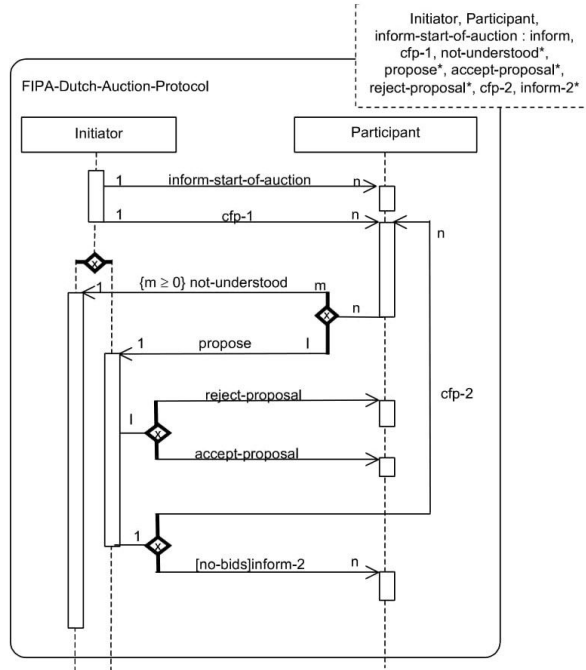 Initiator, Participant,
inform-start-of-auction : inform,
cfp-1, not-understood*,
propose*, accept-proposal*,
reject-proposal*, cfp-2, inform-2*
FIPA-Dutch-Auction-Protocol
Initiator
Participant
1 inform-start-of-auction n
1 cfp-1 n
n
x
1 {m ≥ 0} not-understood m
x n
1 propose l
cfp-2
reject-proposal
l x
accept-proposal
1 x
[no-bids]inform-2 n